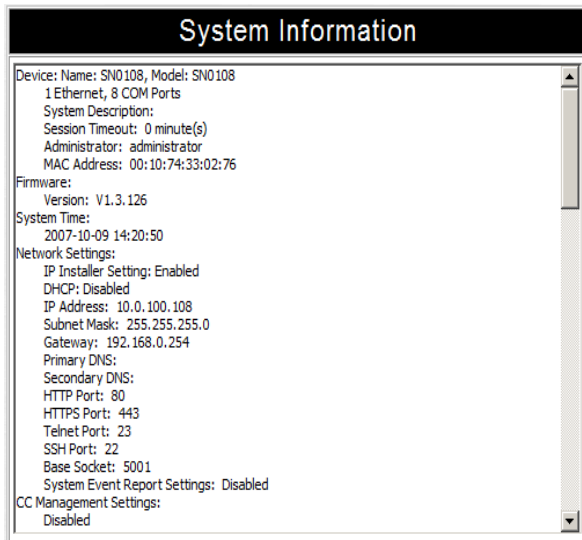 System Information
Device: Name: SN0108, Model: SN0108
1 Ethernet, 8 COM Ports
System Description:
Session Timeout: 0 minute(s)
Administrator: administrator
MAC Address: 00:10:74:33:02:76
Firmware:
Version: V1.3.126
System Time:
2007-10-09 14:20:50
Network Settings:
IP Installer Setting: Enabled
DHCP: Disabled
IP Address: 10.0.100.108
Subnet Mask: 255.255.255.0
Gateway: 192.168.0.254
Primary DNS:
Secondary DNS:
HTTP Port: 80
HTTPS Port: 443
Telnet Port: 23
SSH Port: 22
Base Socket: 5001
System Event Report Settings: Disabled
CC Management Settings:
Disabled